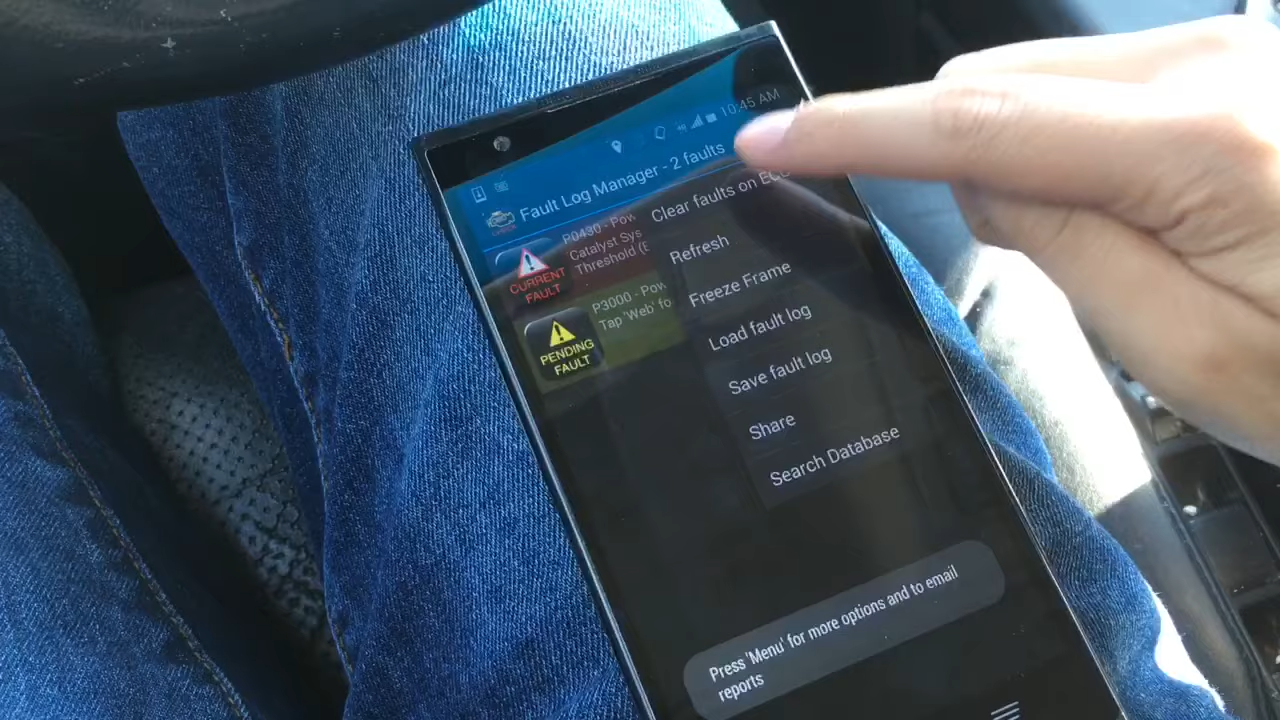 10:45 AM
Fault Log Manager - 2 faults
CURRENT
FAULT
P0430 - Pow
Catalyst Sys
Threshold (B
PENDING
FAULT
P3000 - Pow
Tap 'Web' fo
Clear faults on ECU
Refresh
Freeze Frame
Load fault log
Save fault log
Share
Search Database
Press 'Menu' for more options and to email
reports